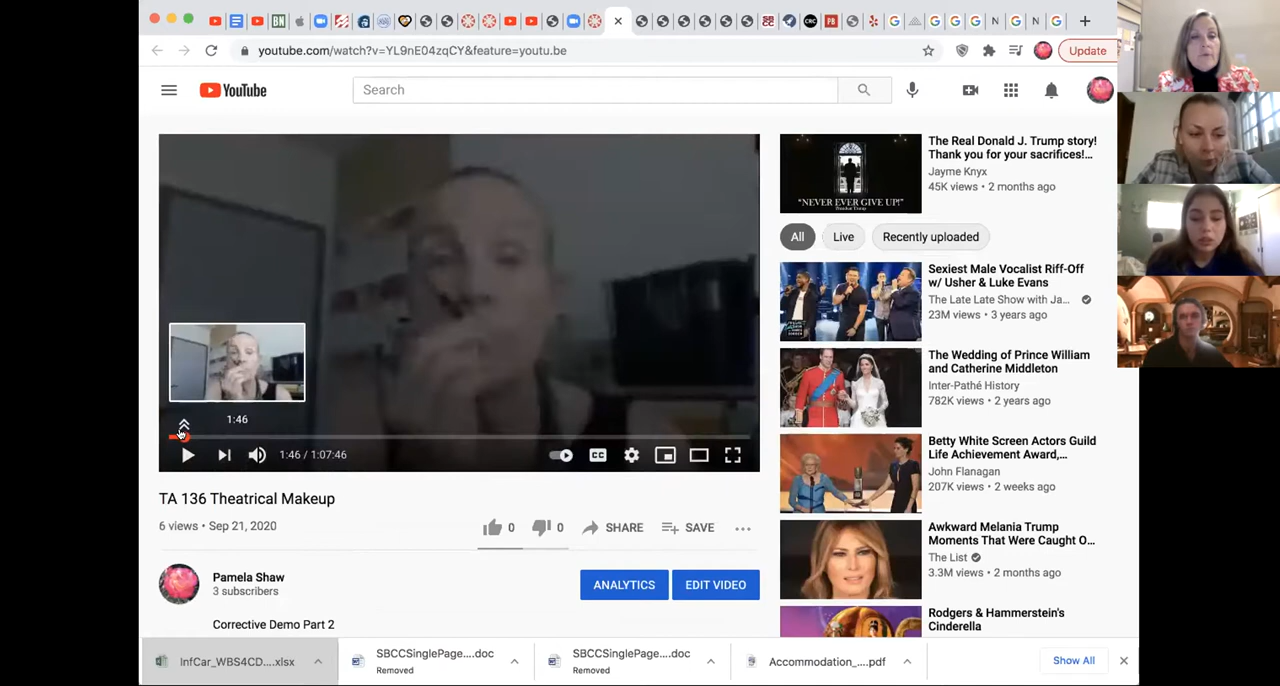 BN
CRC
PB
N
N
youtube.com/watch?v=YL9nE04zqCY&feature=youtu.be
Update
YouTube
Search
1:46
1:46 / 1:07:46
CC
TA 136 Theatrical Makeup
6 views • Sep 21, 2020
0
0
SHARE
SAVE
Pamela Shaw
3 subscribers
ANALYTICS
EDIT VIDEO
Corrective Demo Part 2
"NEVER EVER GIVE UP!"
The Real Donald J. Trump story!
Thank you for your sacrifices!...
Jayme Knyx
45K views • 2 months ago
All
Live
Recently uploaded
Sexiest Male Vocalist Riff-Off
w/ Usher & Luke Evans
The Late Late Show with Ja...
23M views • 3 years ago
The Wedding of Prince William
and Catherine Middleton
Inter-Pathé History
782K views • 2 years ago
Betty White Screen Actors Guild
Life Achievement Award,...
John Flanagan
207K views • 2 weeks ago
Awkward Melania Trump
Moments That Were Caught O...
The List
3.3M views • 2 months ago
Rodgers & Hammerstein's
Cinderella
InfCar_WBS4CD....xlsx
SBCCSinglePage....doc
Removed
SBCCSinglePage....doc
Removed
Accommodation_....pdf
Show All